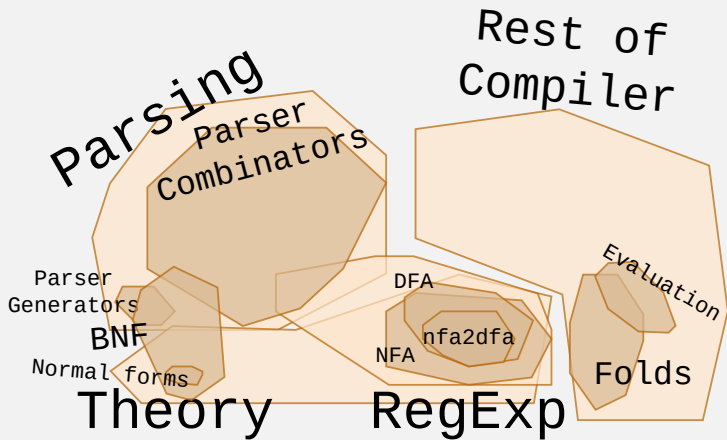 Rest of
Compiler
Parsing
Parser
Combinators
Evaluation
Parser
Generators
DFA
BNF
nfa2dfa
NFA
Normal forms
Folds
Theory
RegExp